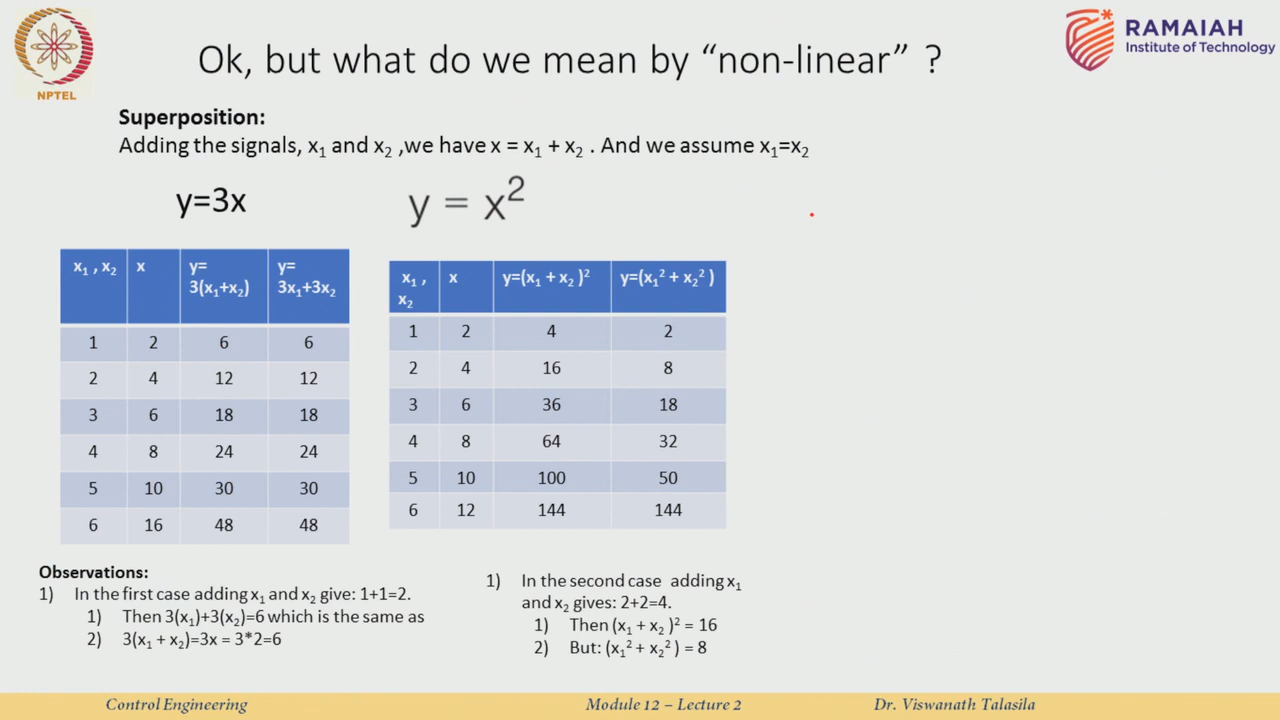 NPTEL
RAMAIAH
Institute of Technology
Ok, but what do we mean by “non-linear” ?
Superposition:
Adding the signals, x₁ and x₂ ,we have x = x₁ + x₂ . And we assume x₁=x₂
y=3x
y = x²
x₁ , x₂ x y= 3(x₁+x₂) y= 3x₁+3x₂
1 2 6 6
2 4 12 12
3 6 18 18
4 8 24 24
5 10 30 30
6 16 48 48
x₁ , x₂ x y=(x₁ + x₂ )² y=(x₁² + x₂² )
1 2 4 2
2 4 16 8
3 6 36 18
4 8 64 32
5 10 100 50
6 12 144 144
Observations:
1) In the first case adding x₁ and x₂ give: 1+1=2.
1) Then 3(x₁)+3(x₂)=6 which is the same as
2) 3(x₁ + x₂)=3x = 3*2=6
1) In the second case adding x₁
and x₂ gives: 2+2=4.
1) Then (x₁ + x₂ )² = 16
2) But: (x₁² + x₂² ) = 8
Control Engineering
Module 12 – Lecture 2
Dr. Viswanath Talasila